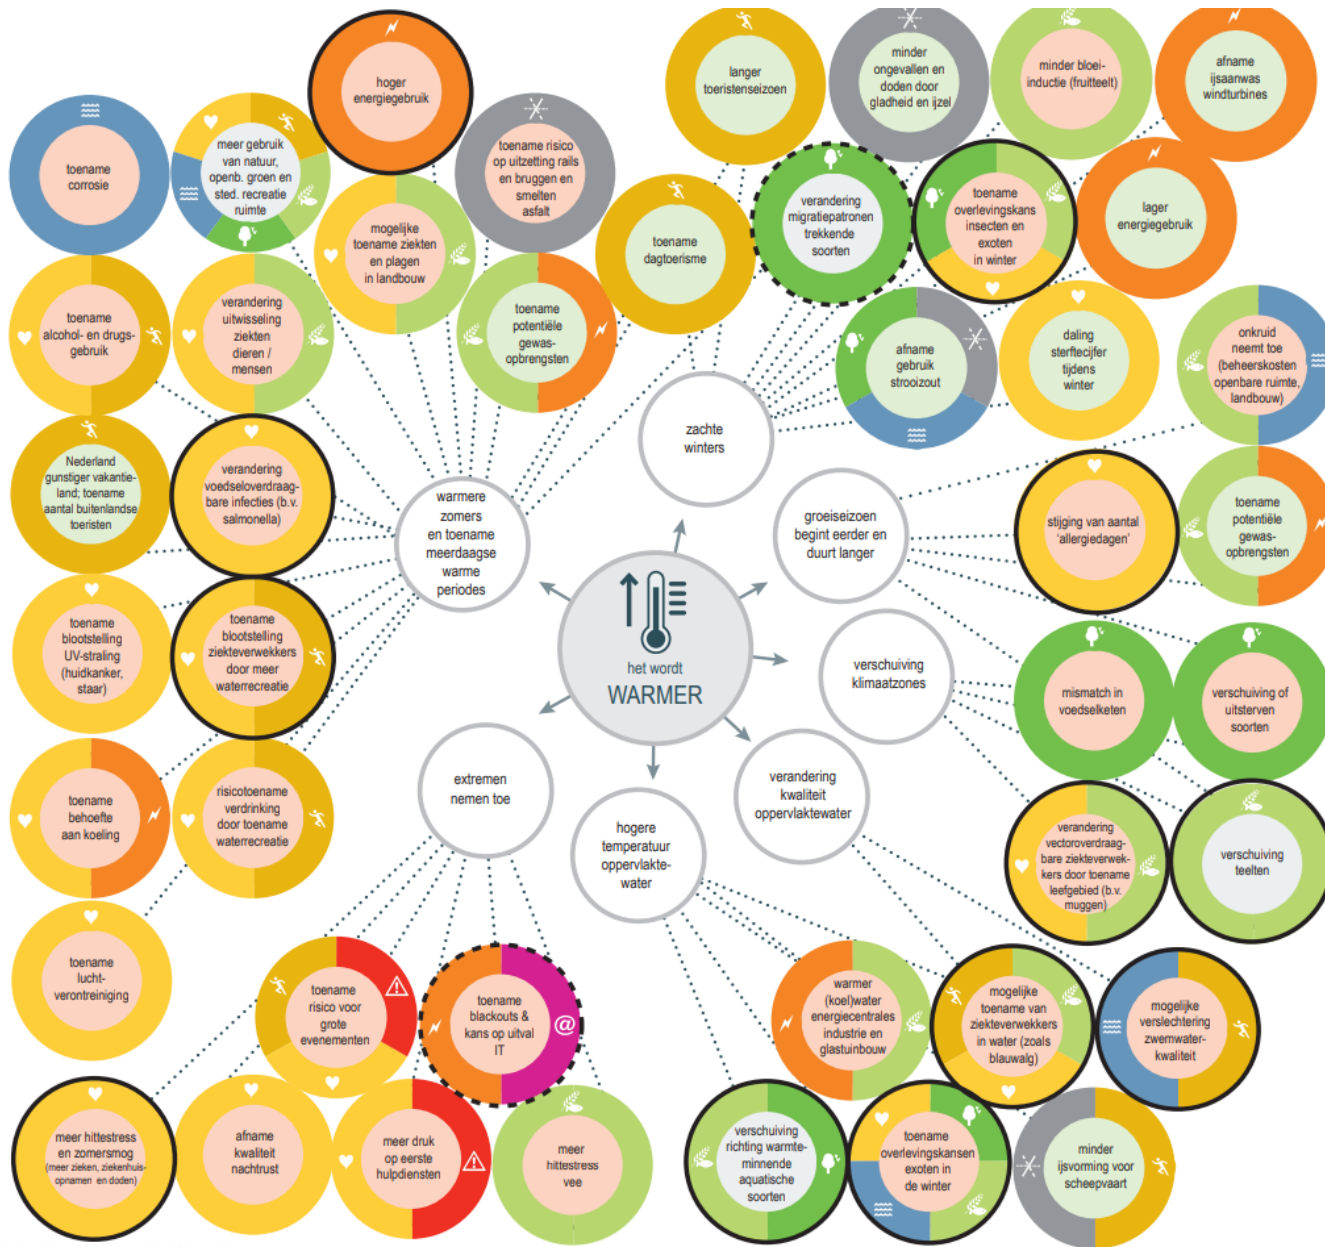 hoger
energiegebruik
langer
toeristenseizoen
minder
ongevallen en
doden door
gladheid en ijzel
minder bloei-
inductie (fruitteelt)
afname
ijsaanwas
windturbines
toename
corrosie
meer gebruik
van natuur,
openb. groen en
sted. recreatie
ruimte
toename risico
op uitzetting rails
en bruggen en
smelten
asfalt
mogelijke
toename ziekten
en plagen
in landbouw
toename
dagtoerisme
verandering
migratiepatronen
trekkende
soorten
toename
overlevingskans
insecten en
exoten
in winter
lager
energiegebruik
toename
alcohol- en drugs-
gebruik
verandering
uitwisseling
ziekten
dieren /
mensen
toename
potentiële
gewas-
opbrengsten
afname
gebruik
strooizout
daling
sterftecijfer
tijdens
winter
onkruid
neemt toe
(beheerskosten
openbare ruimte,
landbouw)
zachte
winters
Nederland
gunstiger vakantie-
land; toename
aantal buitenlandse
toeristen
verandering
voedseloverdraag-
bare infecties (b.v.
salmonella)
warmere
zomers
en toename
meerdaagse
warme
periodes
groeiseizoen
begint eerder en
duurt langer
stijging van aantal
‘allergiedagen’
toename
potentiële
gewas-
opbrengsten
toename
blootstelling
UV-straling
(huidkanker,
staar)
toename
blootstelling
ziekteverwekkers
door meer
waterrecreatie
het wordt
WARMER
verschuiving
klimaatzones
mismatch in
voedselketen
verschuiving of
uitsterven
soorten
toename
behoefte
aan koeling
risicotoename
verdrinking
door toename
waterrecreatie
extremen
nemen toe
hogere
temperatuur
oppervlakte-
water
verandering
kwaliteit
oppervlaktewater
verandering
vectoroverdraag-
bare ziekteverwek-
kers door toename
leefgebied (b.v.
muggen)
verschuiving
teelten
toename
lucht-
verontreiniging
toename
risico voor
grote
evenementen
toename
blackouts &
kans op uitval
IT
@
warmer
(koel)water
energiecentrales
industrie en
glastuinbouw
mogelijke
toename van
ziekteverwekkers
in water (zoals
blauwalg)
mogelijke
verslechtering
zwemwater-
kwaliteit
meer hittestress
en zomersmog
(meer zieken, ziekenhuis-
opnamen en doden)
afname
kwaliteit
nachtrust
meer druk
op eerste
hulpdiensten
meer
hittestress
vee
verschuiving
richting warmte-
minnende
aquatische
soorten
toename
overlevingskansen
exoten in
de winter
minder
ijsvorming voor
scheepvaart